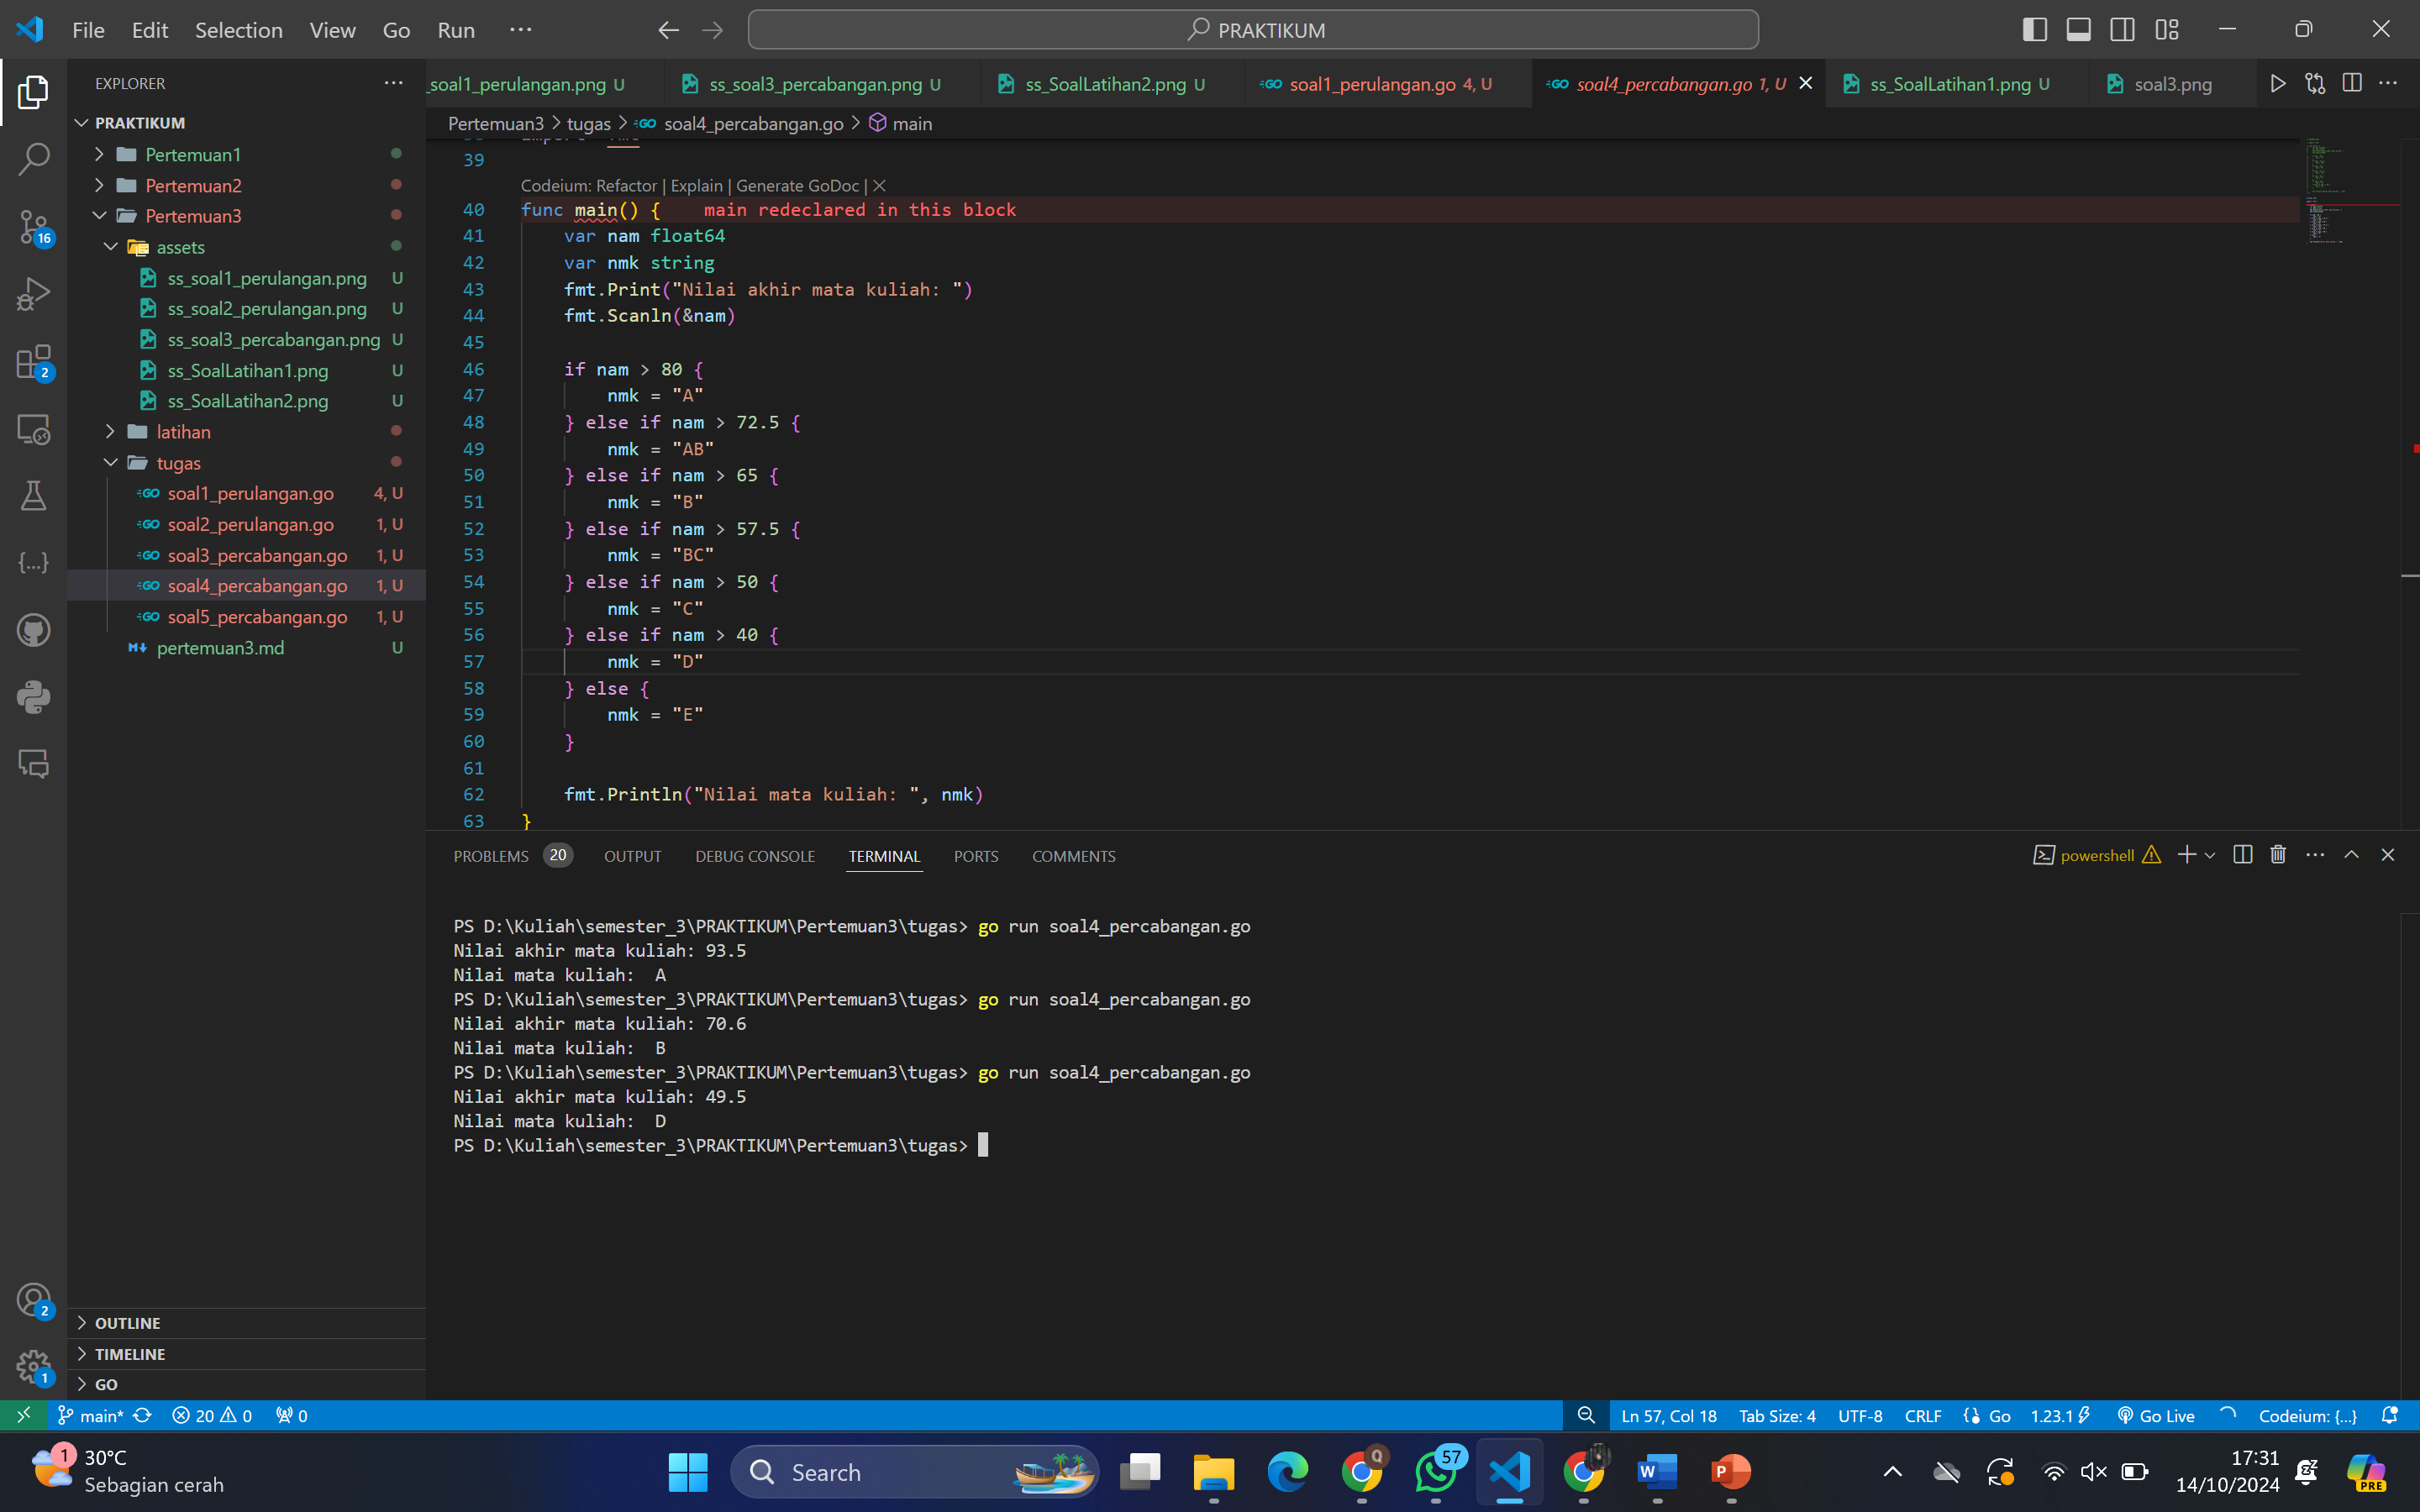 File Edit Selection View Go Run ···
PRAKTIKUM
EXPLORER
_soal1_perulangan.png U
ss_soal3_percabangan.png U
ss_SoalLatihan2.png U
soal1_perulangan.go 4, U
soal4_percabangan.go 1, U
ss_SoalLatihan1.png U
soal3.png
PRAKTIKUM
Pertemuan1
Pertemuan2
Pertemuan3
assets
ss_soal1_perulangan.png U
ss_soal2_perulangan.png U
ss_soal3_percabangan.png U
ss_SoalLatihan1.png U
ss_SoalLatihan2.png U
latihan
tugas
soal1_perulangan.go 4, U
soal2_perulangan.go 1, U
soal3_percabangan.go 1, U
soal4_percabangan.go 1, U
soal5_percabangan.go 1, U
pertemuan3.md U
OUTLINE
TIMELINE
GO
16
2
2
1
Pertemuan3 > tugas > soal4_percabangan.go > main
39
Codeium: Refactor | Explain | Generate GoDoc | ×
40 func main() { main redeclared in this block
41 var nam float64
42 var nmk string
43 fmt.Print("Nilai akhir mata kuliah: ")
44 fmt.Scanln(&nam)
45
46 if nam > 80 {
47 nmk = "A"
48 } else if nam > 72.5 {
49 nmk = "AB"
50 } else if nam > 65 {
51 nmk = "B"
52 } else if nam > 57.5 {
53 nmk = "BC"
54 } else if nam > 50 {
55 nmk = "C"
56 } else if nam > 40 {
57 nmk = "D"
58 } else {
59 nmk = "E"
60 }
61
62 fmt.Println("Nilai mata kuliah: ", nmk)
63 }
PROBLEMS 20 OUTPUT DEBUG CONSOLE TERMINAL PORTS COMMENTS
powershell
PS D:\Kuliah\semester_3\PRAKTIKUM\Pertemuan3\tugas> go run soal4_percabangan.go
Nilai akhir mata kuliah: 93.5
Nilai mata kuliah:  A
PS D:\Kuliah\semester_3\PRAKTIKUM\Pertemuan3\tugas> go run soal4_percabangan.go
Nilai akhir mata kuliah: 70.6
Nilai mata kuliah:  B
PS D:\Kuliah\semester_3\PRAKTIKUM\Pertemuan3\tugas> go run soal4_percabangan.go
Nilai akhir mata kuliah: 49.5
Nilai mata kuliah:  D
PS D:\Kuliah\semester_3\PRAKTIKUM\Pertemuan3\tugas>
main* 20 0 0
Ln 57, Col 18 Tab Size: 4 UTF-8 CRLF Go 1.23.1 Go Live Codeium: {...}
1 30°C
Sebagian cerah
Search
Q
57
17:31
14/10/2024
PRE